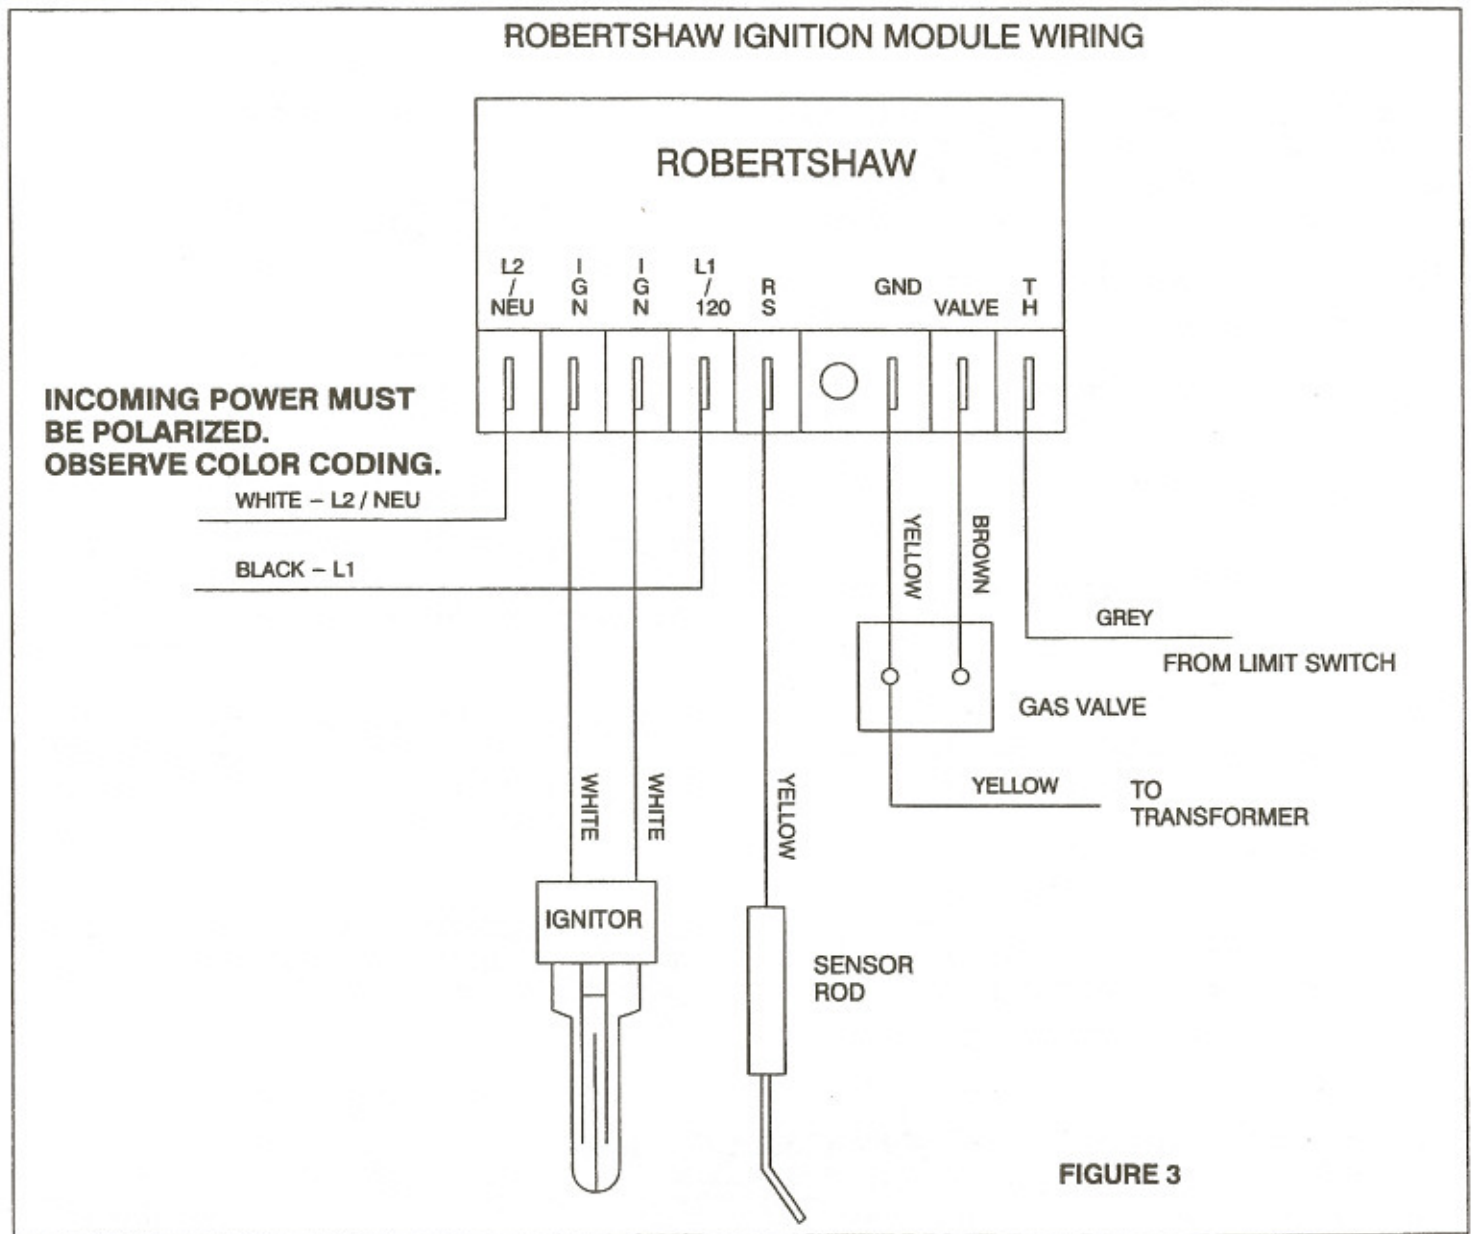 ROBERTSHAW IGNITION MODULE WIRING
ROBERTSHAW
L2
/
NEU
I
G
N
I
G
N
L1
/
120
R
S
GND
VALVE
T
H
INCOMING POWER MUST
BE POLARIZED.
OBSERVE COLOR CODING.
WHITE – L2 / NEU
BLACK – L1
YELLOW
BROWN
GREY
FROM LIMIT SWITCH
GAS VALVE
WHITE
WHITE
YELLOW
YELLOW
TO
TRANSFORMER
IGNITOR
SENSOR
ROD
FIGURE 3